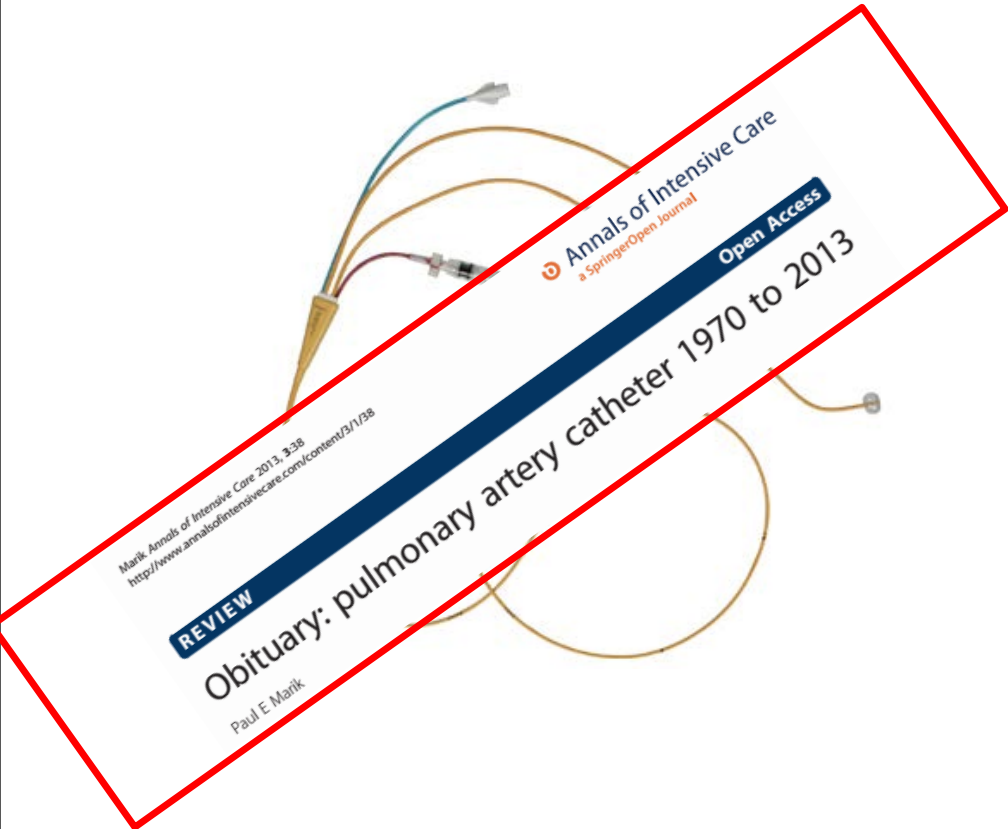 Annals of Intensive Care
a SpringerOpen Journal
Marik Annals of Intensive Care 2013, 3:38
http://www.annalsofintensivecare.com/content/3/1/38
REVIEW
Open Access
Obituary: pulmonary artery catheter 1970 to 2013
Paul E Marik